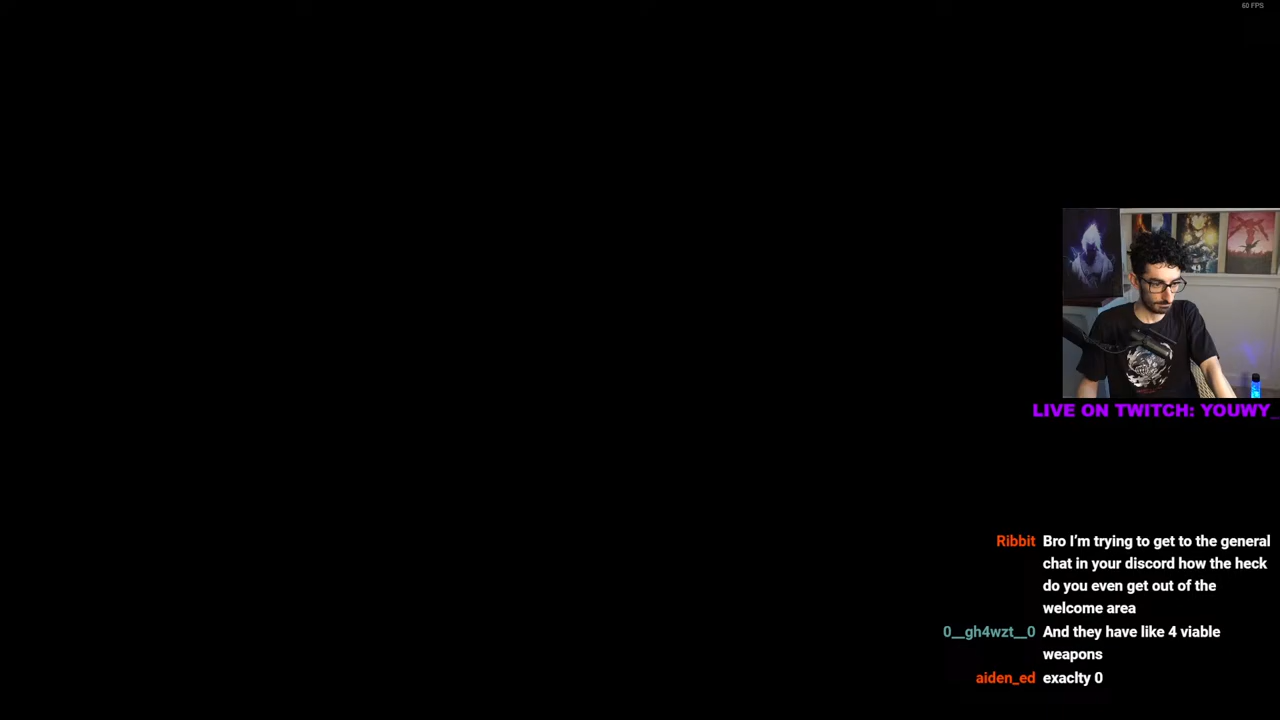 60 FPS
LIVE ON TWITCH: YOUWY_
Ribbit Bro I’m trying to get to the general
chat in your discord how the heck
do you even get out of the
welcome area
0__gh4wzt__0 And they have like 4 viable
weapons
aiden_ed exaclty 0